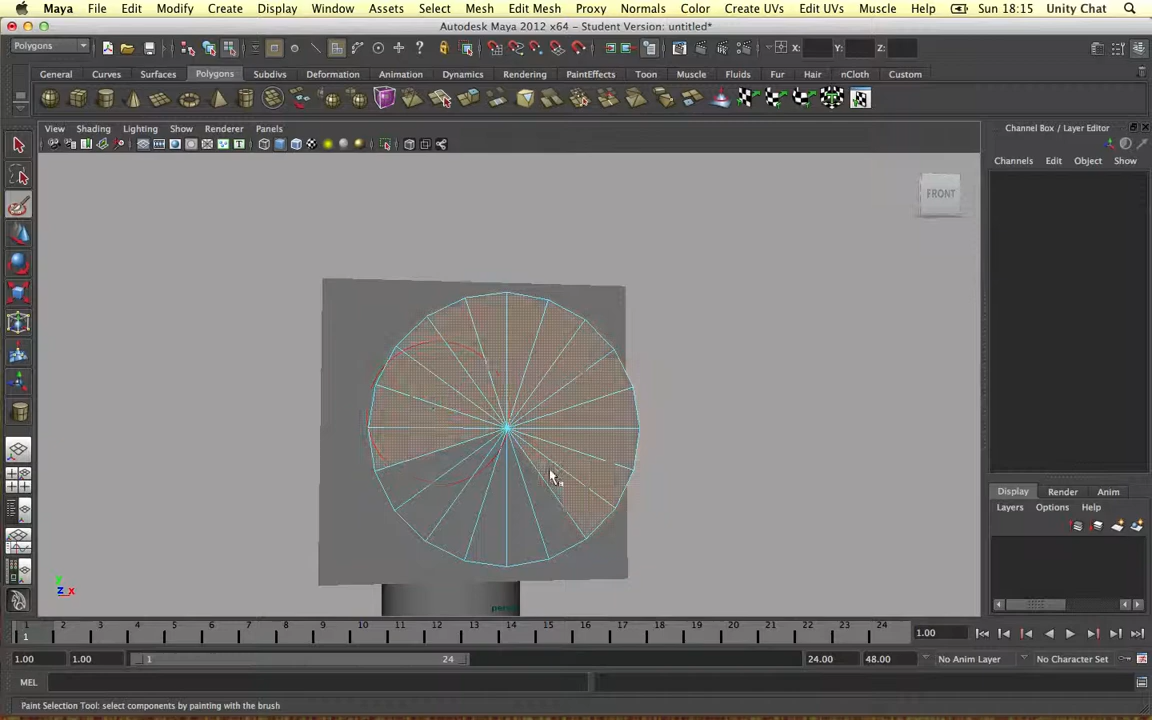 Maya File Edit Modify Create Display Window Assets Select Mesh Edit Mesh Proxy Normals Color Create UVs Edit UVs Muscle Help Sun 18:15 Unity Chat
Autodesk Maya 2012 x64 - Student Version: untitled*
Polygons X: Y: Z:
General Curves Surfaces Polygons Subdivs Deformation Animation Dynamics Rendering PaintEffects Toon Muscle Fluids Fur Hair nCloth Custom
View Shading Lighting Show Renderer Panels
Channel Box / Layer Editor
Channels Edit Object Show
FRONT
Display Render Anim
Layers Options Help
y
z x
persp
1 2 3 4 5 6 7 8 9 10 11 12 13 14 15 16 17 18 19 20 21 22 23 24
1 1.00
1.00 1.00 1 24 24.00 48.00 No Anim Layer No Character Set
MEL
Paint Selection Tool: select components by painting with the brush